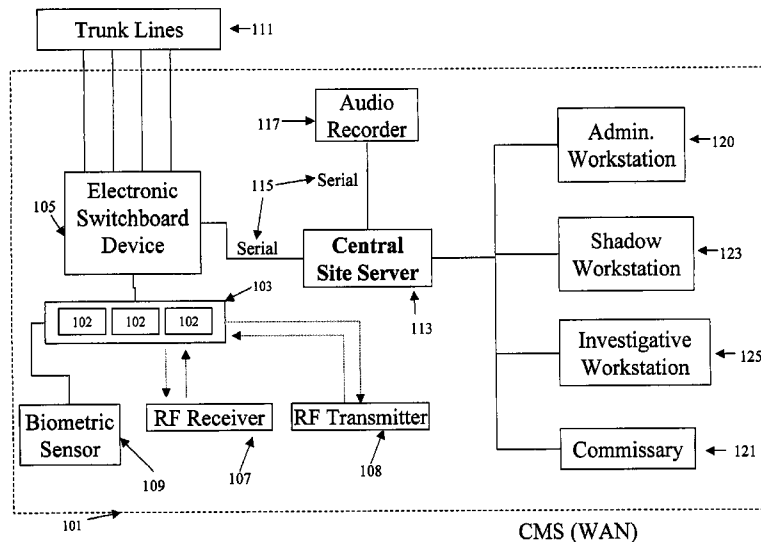 Trunk Lines
111
Audio
Recorder
117
Admin.
Workstation
120
Electronic
Switchboard
Device
105
115
Serial
Serial
Central
Site Server
113
Shadow
Workstation
123
103
102
102
102
Investigative
Workstation
125
Biometric
Sensor
109
RF Receiver
107
RF Transmitter
108
Commissary
121
101
CMS (WAN)